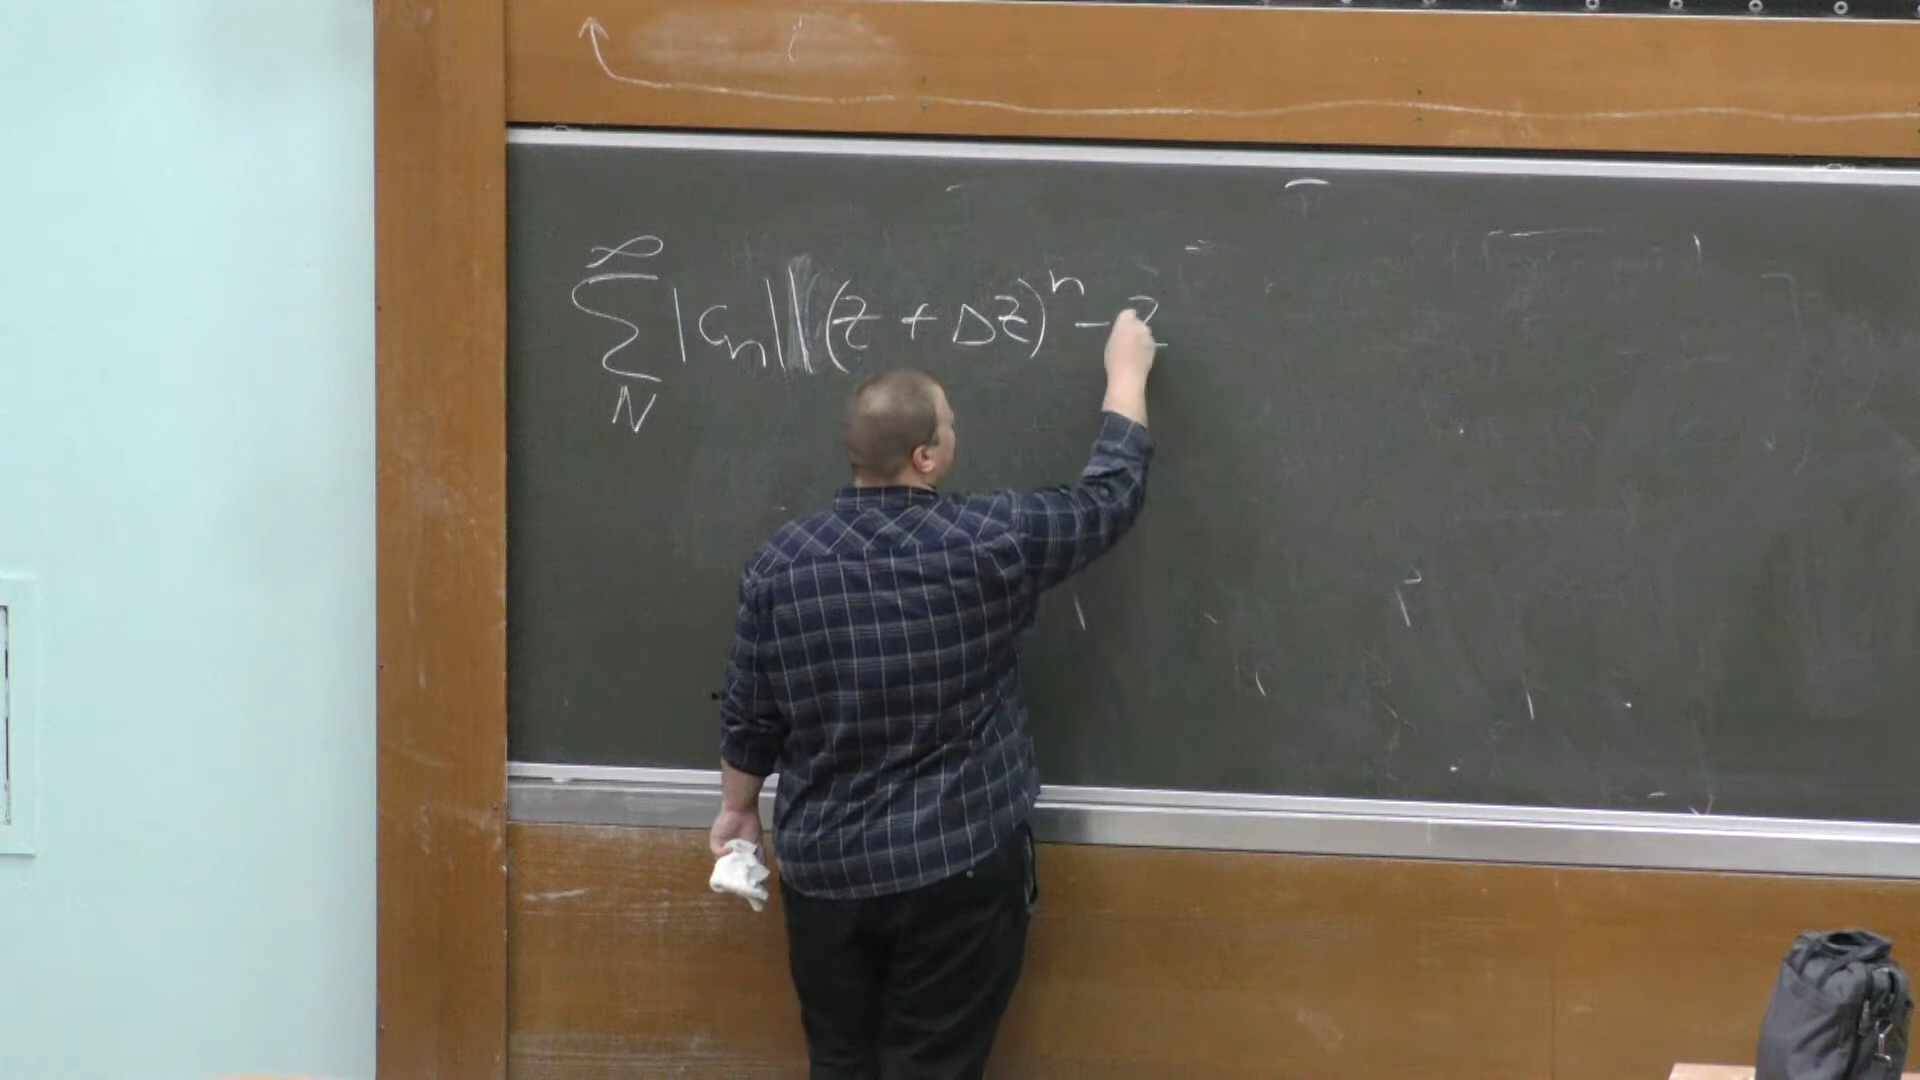 ∞
∑ |Cn| |(z + Δz)^n - z
N